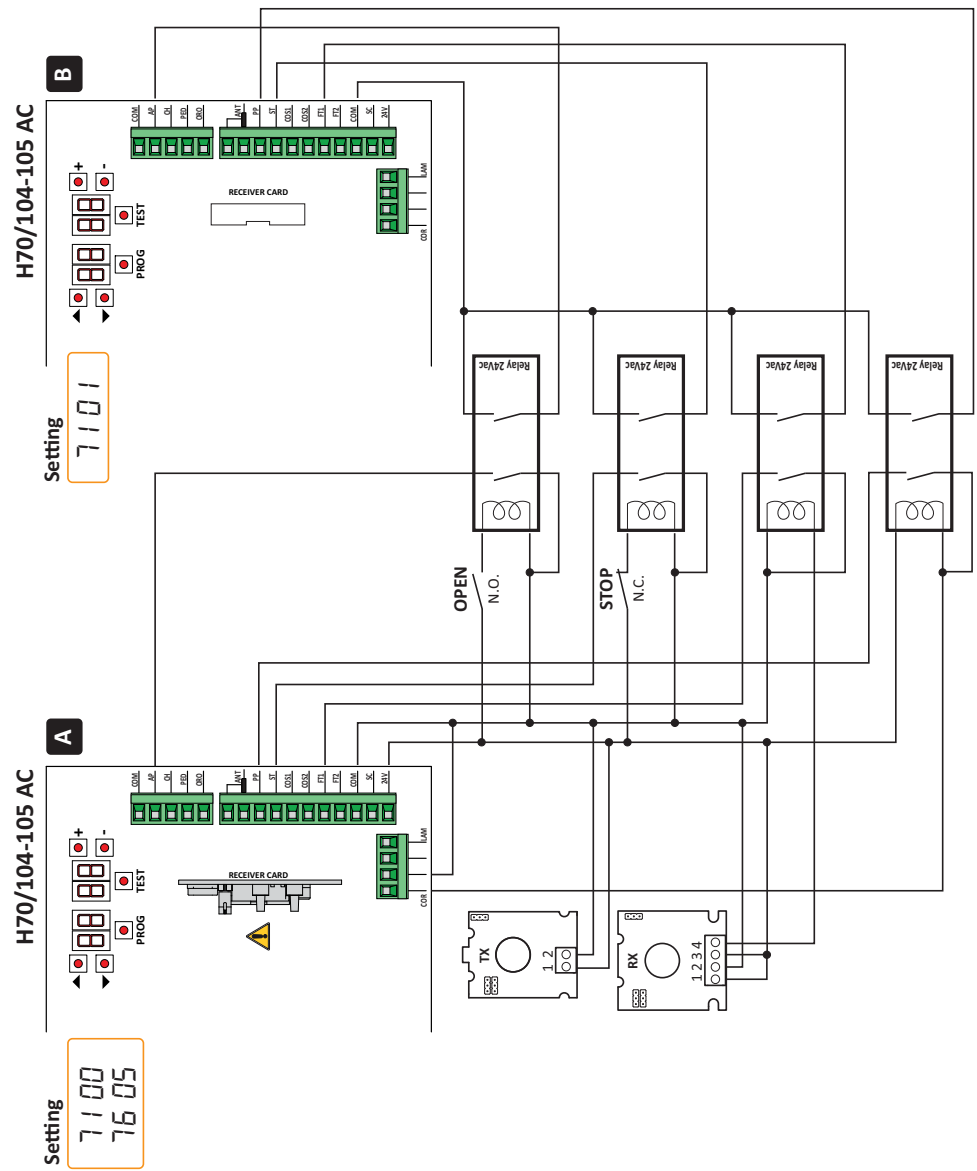 H70/104-105 AC
A
Setting
7100
7605
+
-
PROG
TEST
RECEIVER CARD
COM
AP
CH
PED
ORO
ANT
PP
ST
COS1
COS2
FT1
FT2
COM
SC
24V
COR
LAM
H70/104-105 AC
B
Setting
7101
+
-
PROG
TEST
RECEIVER CARD
COM
AP
CH
PED
ORO
ANT
PP
ST
COS1
COS2
FT1
FT2
COM
SC
24V
COR
LAM
OPEN
N.O.
Relay 24Vac
STOP
N.C.
Relay 24Vac
Relay 24Vac
Relay 24Vac
TX
1 2
RX
1 2 3 4